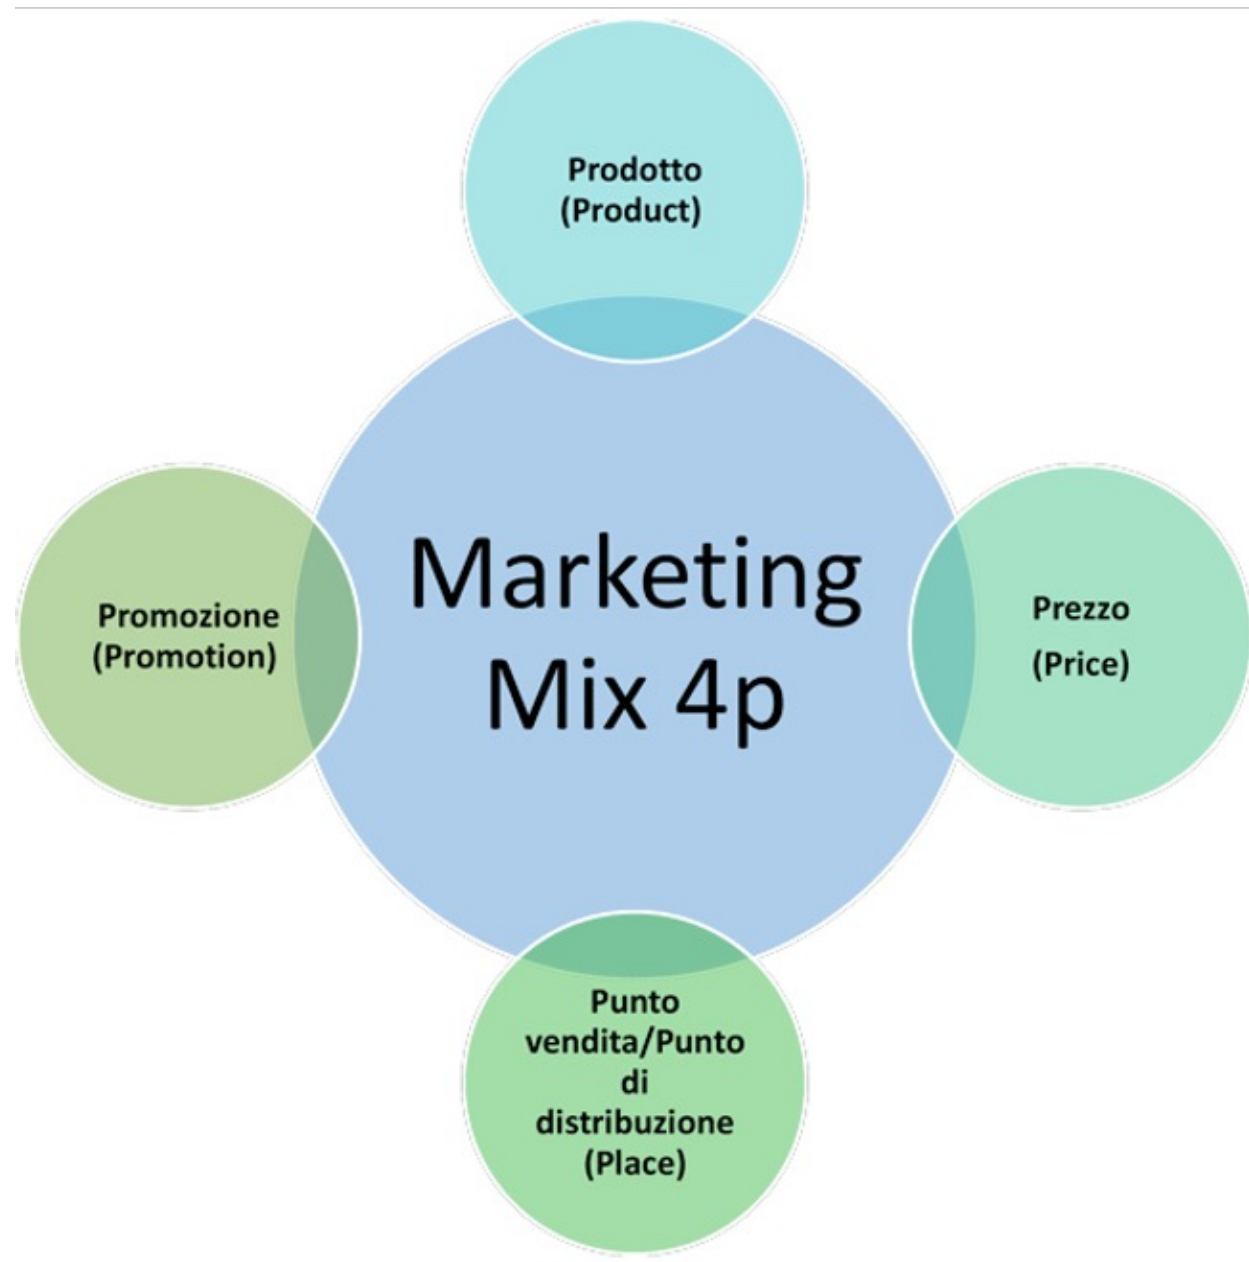 Prodotto
(Product)
Promozione
(Promotion)
Marketing
Mix 4p
Prezzo
(Price)
Punto
vendita/Punto
di
distribuzione
(Place)